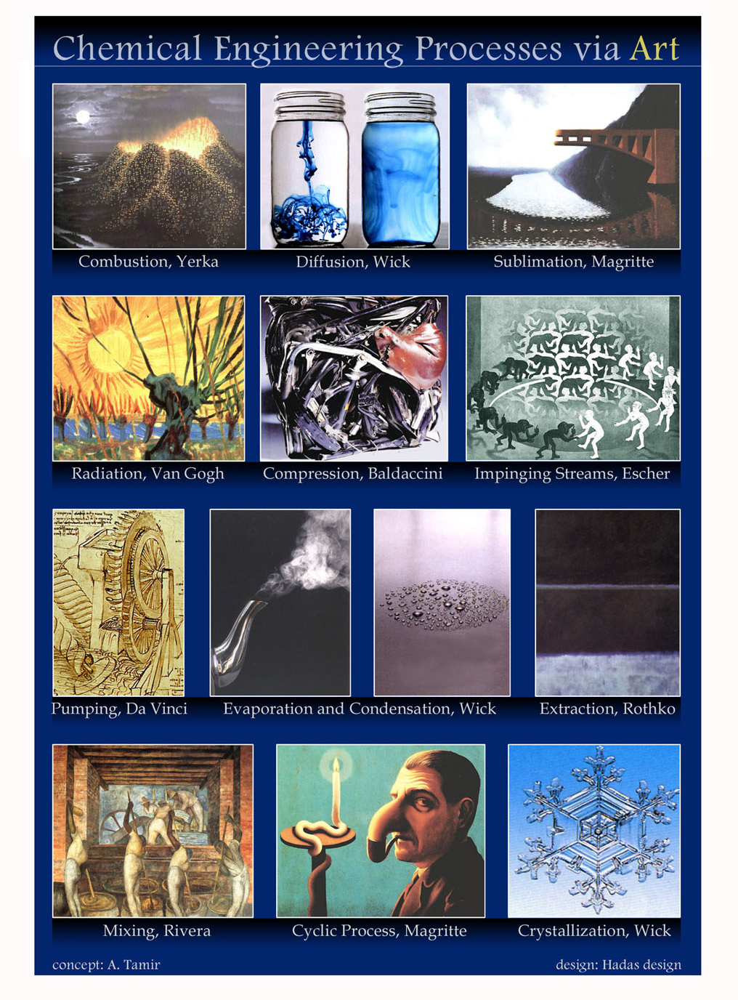 Chemical Engineering Processes via Art
Combustion, Yerka
Diffusion, Wick
Sublimation, Magritte
Radiation, Van Gogh
Compression, Baldaccini
Impinging Streams, Escher
Pumping, Da Vinci
Evaporation and Condensation, Wick
Extraction, Rothko
Mixing, Rivera
Cyclic Process, Magritte
Crystallization, Wick
concept: A. Tamir
design: Hadas design